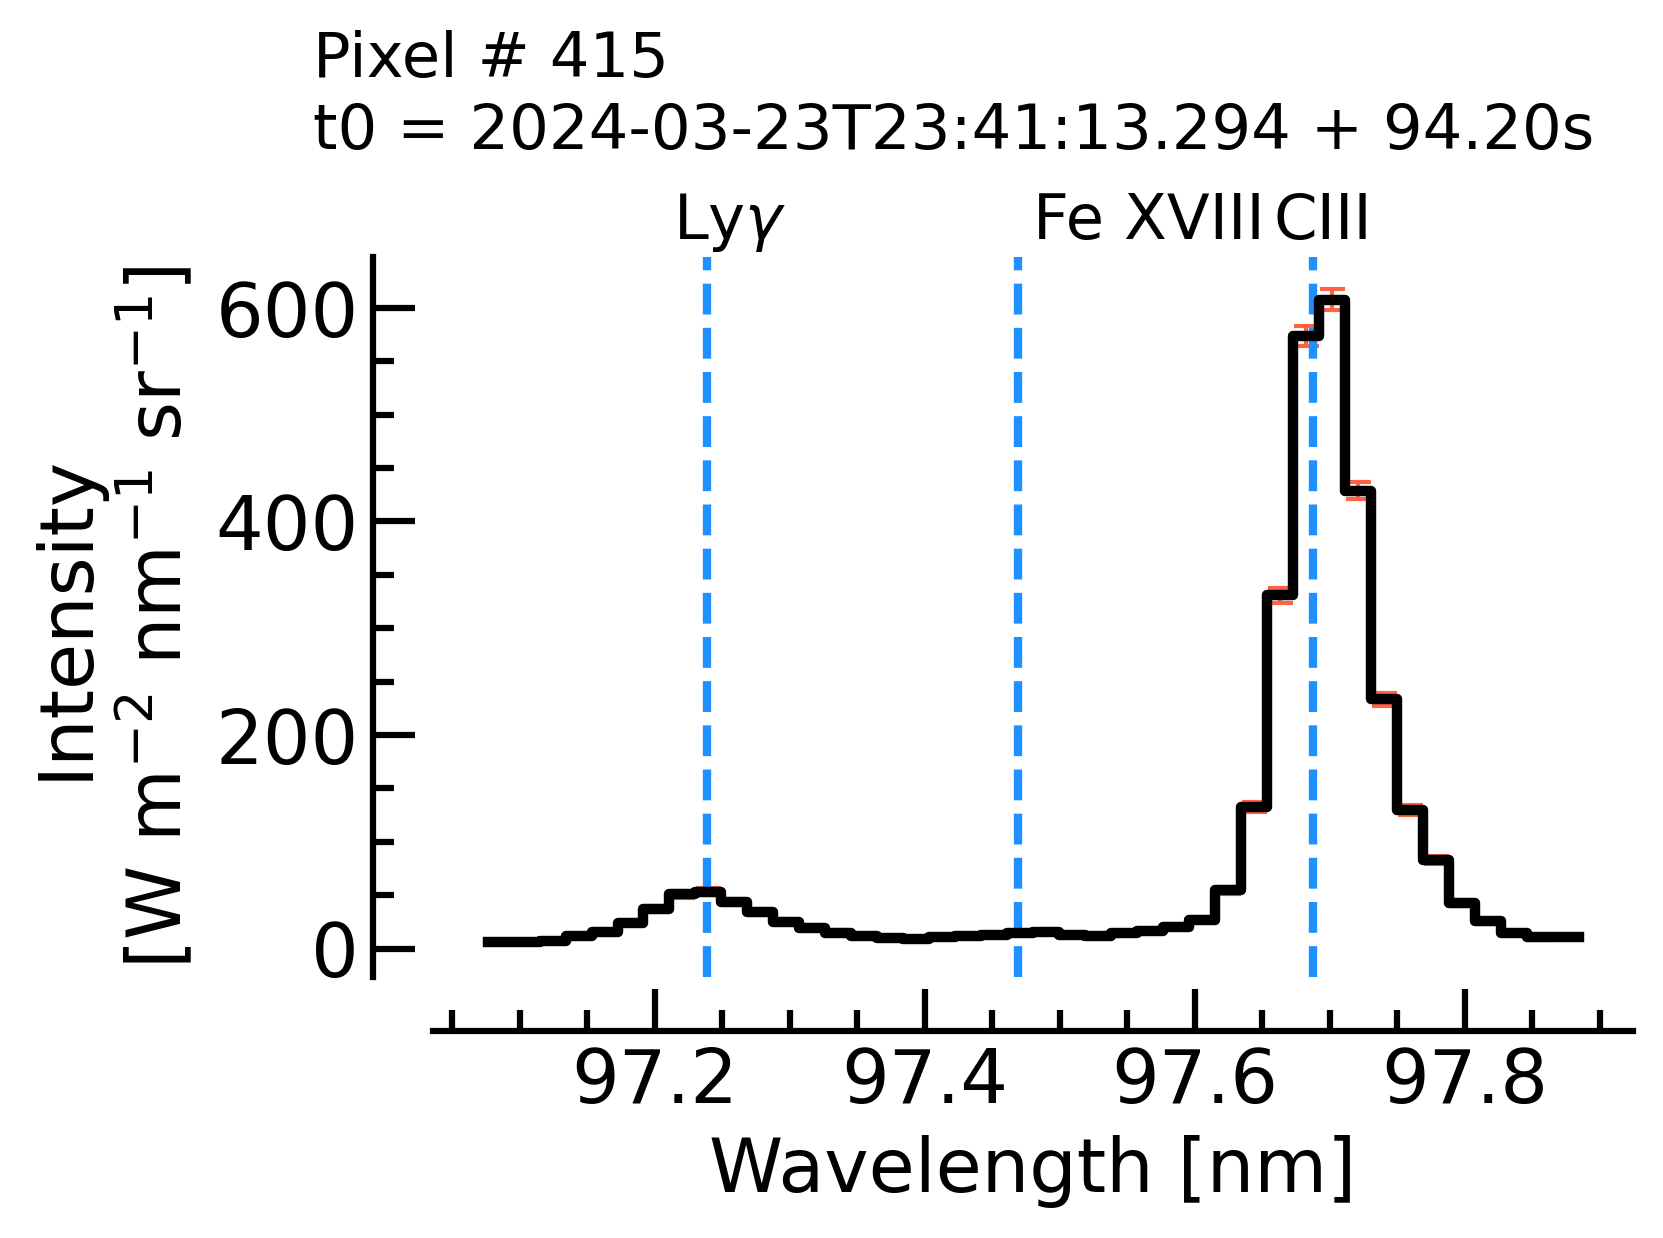 Pixel # 415
t0 = 2024-03-23T23:41:13.294 + 94.20s
Lyγ Fe XVIII CIII
Intensity
[W m⁻² nm⁻¹ sr⁻¹]
600
400
200
0
97.2 97.4 97.6 97.8
Wavelength [nm]